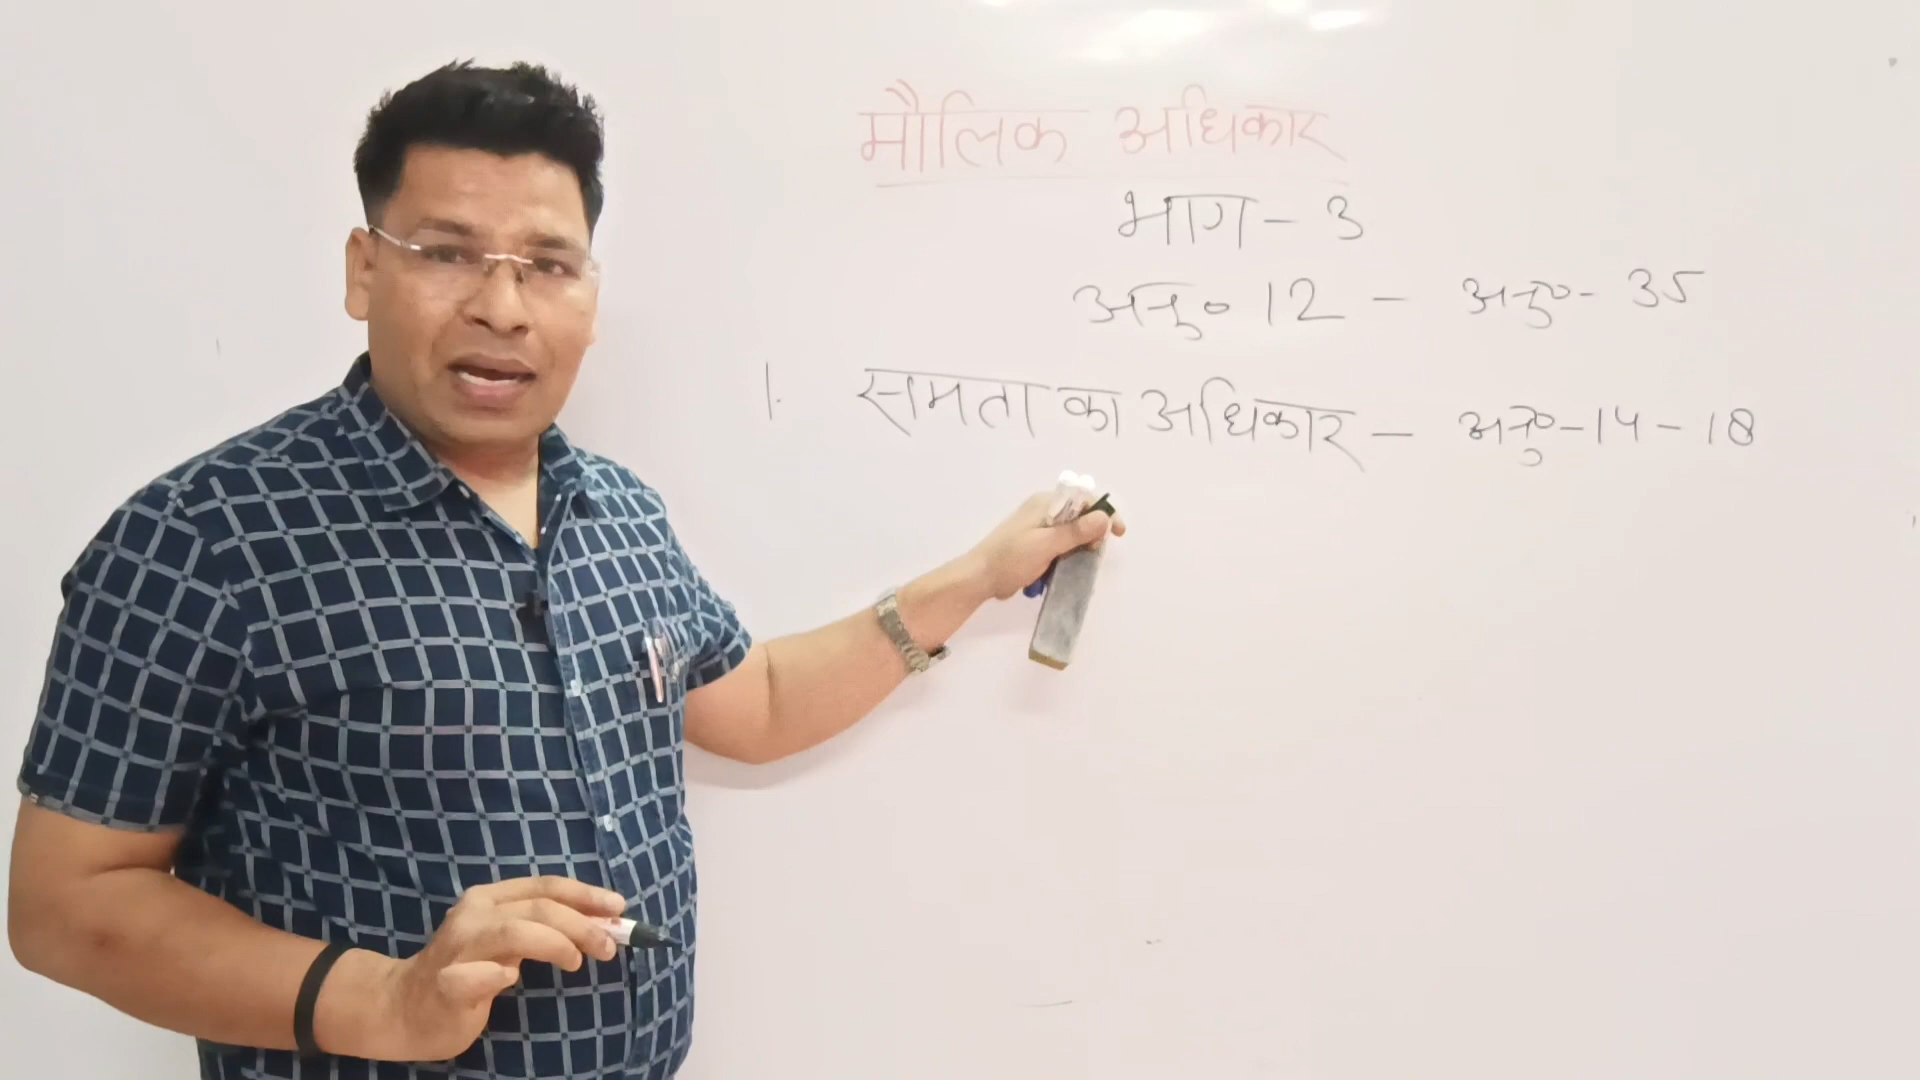 मौलिक अधिकार
भाग - 3
अनु० 12 - अनु० - 35
1. समता का अधिकार - अनु० - 14 - 18